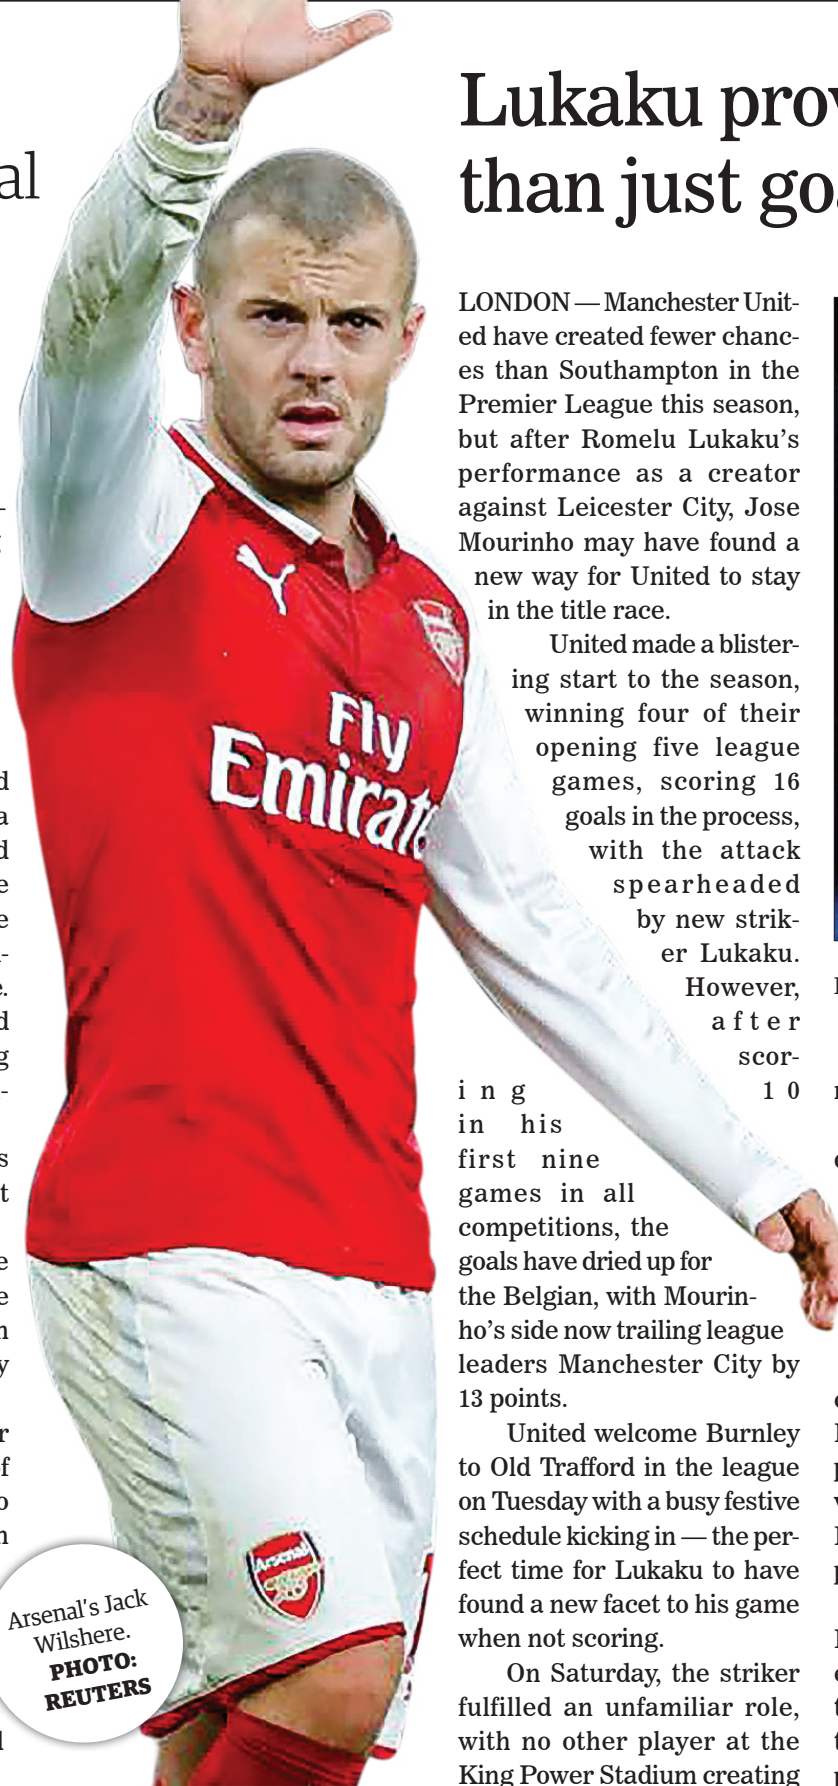 al
Lukaku prov
than just goa
LONDON — Manchester Unit-
ed have created fewer chanc-
es than Southampton in the
Premier League this season,
but after Romelu Lukaku’s
performance as a creator
against Leicester City, Jose
Mourinho may have found a
new way for United to stay
in the title race.
United made a blister-
ing start to the season,
winning four of their
opening five league
games, scoring 16
goals in the process,
with the attack
spearheaded
by new strik-
er Lukaku.
However,
after
scor-
ing 10
in his
first nine
games in all
competitions, the
goals have dried up for
the Belgian, with Mourin-
ho’s side now trailing league
leaders Manchester City by
13 points.
United welcome Burnley
to Old Trafford in the league
on Tuesday with a busy festive
schedule kicking in — the per-
fect time for Lukaku to have
found a new facet to his game
when not scoring.
On Saturday, the striker
fulfilled an unfamiliar role,
with no other player at the
King Power Stadium creating
Fly
Emirate
Arsenal
Arsenal's Jack
Wilshere.
PHOTO:
REUTERS